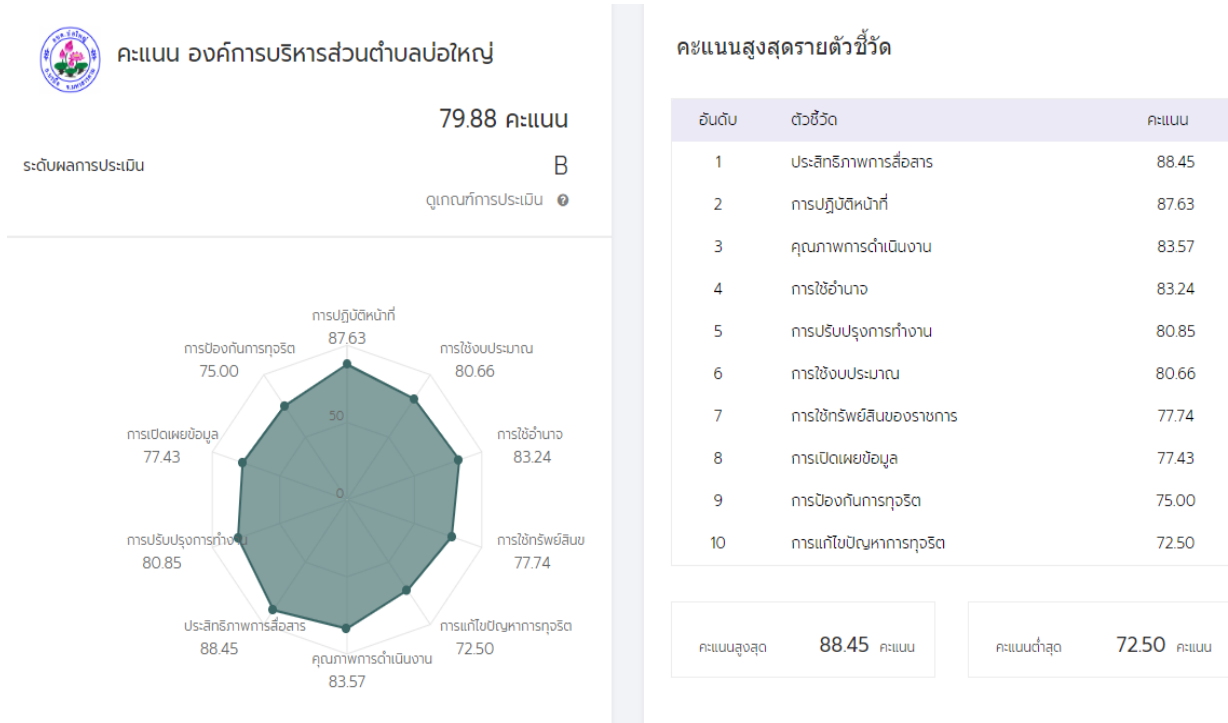 คะแนน องค์การบริหารส่วนตำบลบ่อใหญ่
79.88 คะแนน
ระดับผลการประเมิน B
ดูเกณฑ์การประเมิน
การปฏิบัติหน้าที่
87.63
การป้องกันการทุจริต
75.00
การใช้งบประมาณ
80.66
50
การเปิดเผยข้อมูล
77.43
การใช้อำนาจ
83.24
0
การปรับปรุงการทำงาน
80.85
การใช้ทรัพย์สินข
77.74
ประสิทธิภาพการสื่อสาร
88.45
การแก้ไขปัญหาการทุจริต
72.50
คุณภาพการดำเนินงาน
83.57
คะแนนสูงสุดรายตัวชี้วัด
อันดับ ตัวชี้วัด คะแนน
1 ประสิทธิภาพการสื่อสาร 88.45
2 การปฏิบัติหน้าที่ 87.63
3 คุณภาพการดำเนินงาน 83.57
4 การใช้อำนาจ 83.24
5 การปรับปรุงการทำงาน 80.85
6 การใช้งบประมาณ 80.66
7 การใช้ทรัพย์สินของราชการ 77.74
8 การเปิดเผยข้อมูล 77.43
9 การป้องกันการทุจริต 75.00
10 การแก้ไขปัญหาการทุจริต 72.50
คะแนนสูงสุด 88.45 คะแนน
คะแนนต่ำสุด 72.50 คะแนน